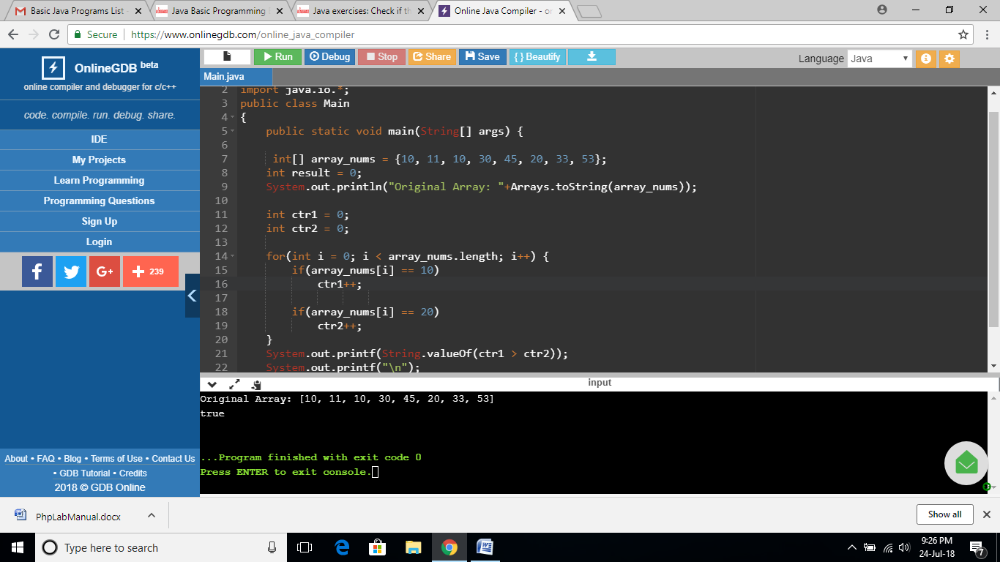 Basic Java Programs List -
Java Basic Programming
Java exercises: Check if th
Online Java Compiler - on
Secure
https://www.onlinegdb.com/online_java_compiler
OnlineGDB beta
online compiler and debugger for c/c++
code. compile. run. debug. share.
IDE
My Projects
Learn Programming
Programming Questions
Sign Up
Login
f
G+
239
About • FAQ • Blog • Terms of Use • Contact Us
• GDB Tutorial • Credits
2018 © GDB Online
Run
Debug
Stop
Share
Save
{ } Beautify
Language
Java
Main.java
2 import java.io.*;
3 public class Main
4 {
5 public static void main(String[] args) {
6
7 int[] array_nums = {10, 11, 10, 30, 45, 20, 33, 53};
8 int result = 0;
9 System.out.println("Original Array: "+Arrays.toString(array_nums));
10
11 int ctr1 = 0;
12 int ctr2 = 0;
13
14 for(int i = 0; i < array_nums.length; i++) {
15 if(array_nums[i] == 10)
16 ctr1++;
17
18 if(array_nums[i] == 20)
19 ctr2++;
20 }
21 System.out.printf(String.valueOf(ctr1 > ctr2));
22 System.out.printf("\n");
input
Original Array: [10, 11, 10, 30, 45, 20, 33, 53]
true
...Program finished with exit code 0
Press ENTER to exit console.
PhpLabManual.docx
Show all
Type here to search
9:26 PM
24-Jul-18
7